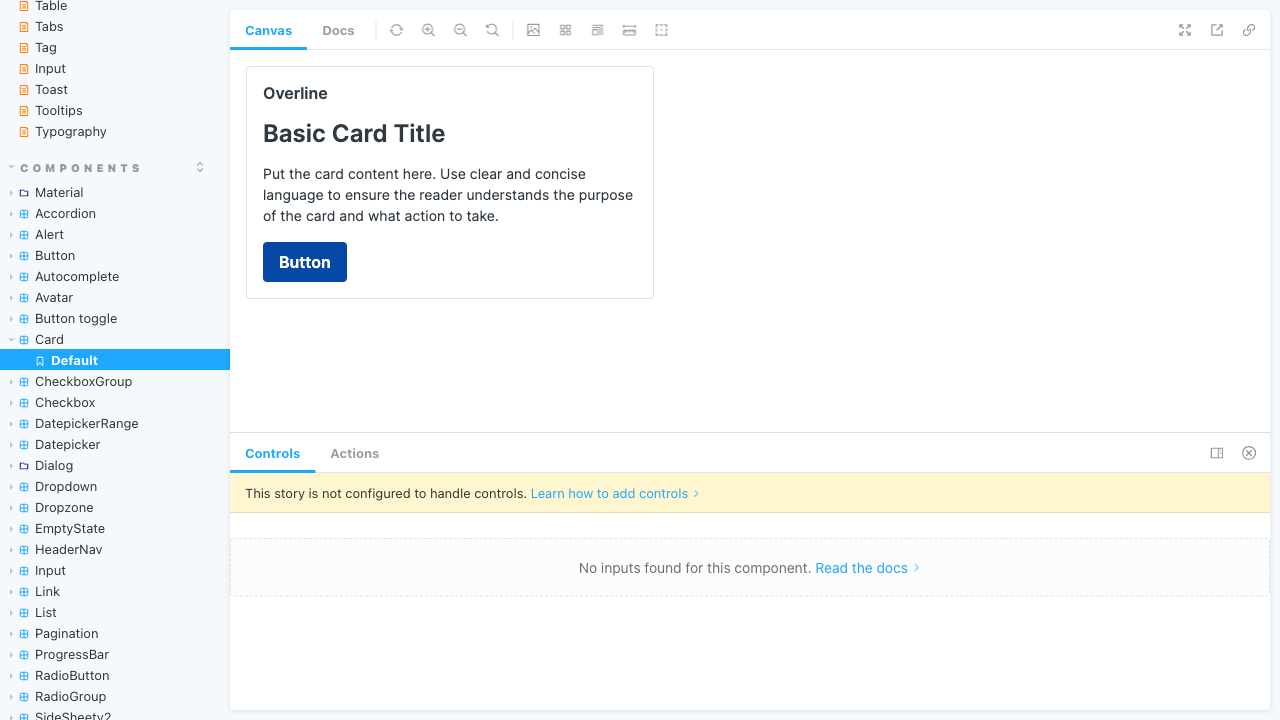 Table
Tabs
Tag
Input
Toast
Tooltips
Typography
COMPONENTS
Material
Accordion
Alert
Button
Autocomplete
Avatar
Button toggle
Card
Default
CheckboxGroup
Checkbox
DatepickerRange
Datepicker
Dialog
Dropdown
Dropzone
EmptyState
HeaderNav
Input
Link
List
Pagination
ProgressBar
RadioButton
RadioGroup
SideSheetv2
Canvas
Docs
Overline
Basic Card Title
Put the card content here. Use clear and concise
language to ensure the reader understands the purpose
of the card and what action to take.
Button
Controls
Actions
This story is not configured to handle controls. Learn how to add controls
No inputs found for this component. Read the docs